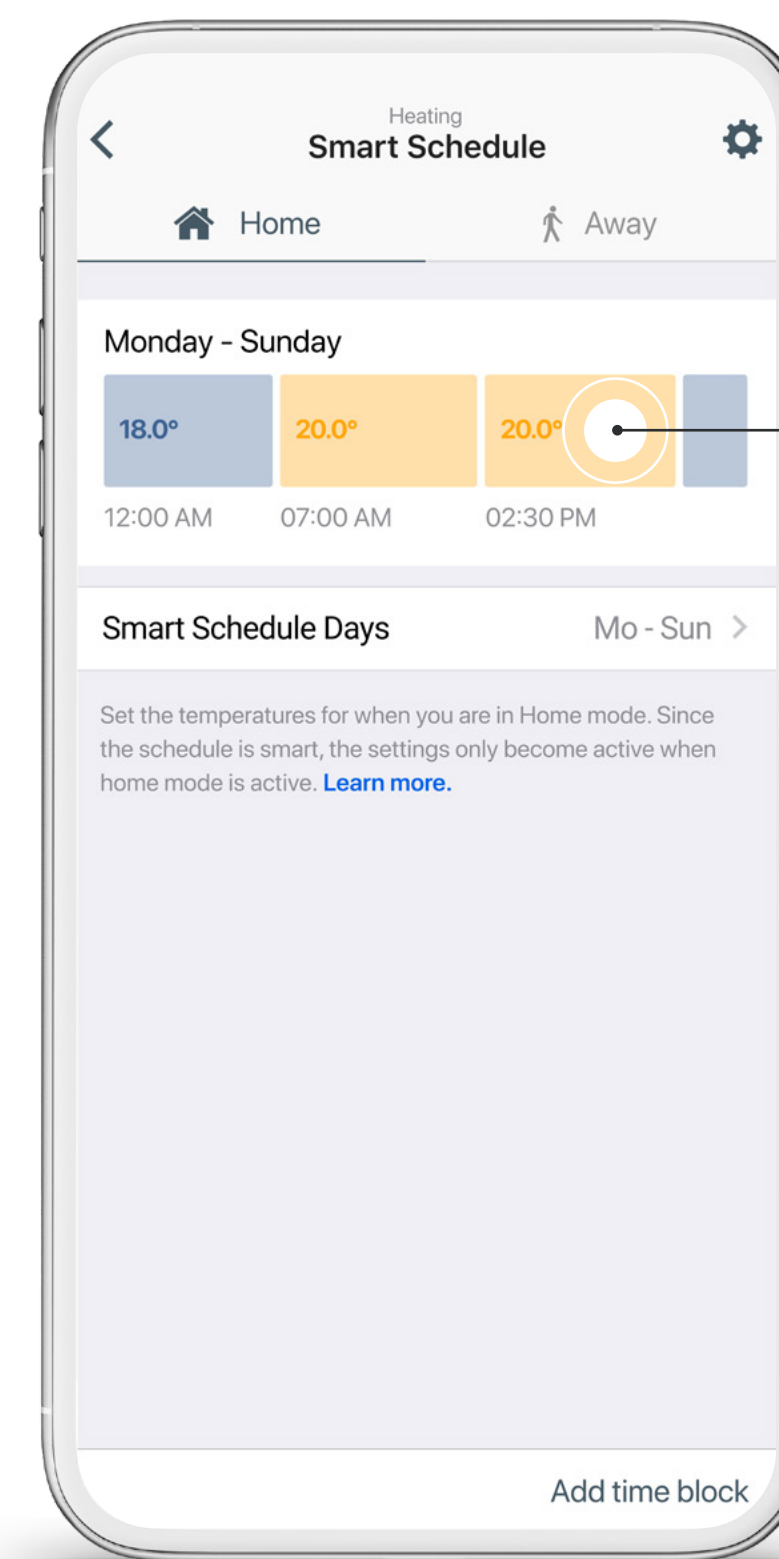 Heating
Smart Schedule
Home Away
Monday - Sunday
18.0° 20.0° 20.0°
12:00 AM 07:00 AM 02:30 PM
Smart Schedule Days Mo - Sun
Set the temperatures for when you are in Home mode. Since
the schedule is smart, the settings only become active when
home mode is active. Learn more.
Add time block